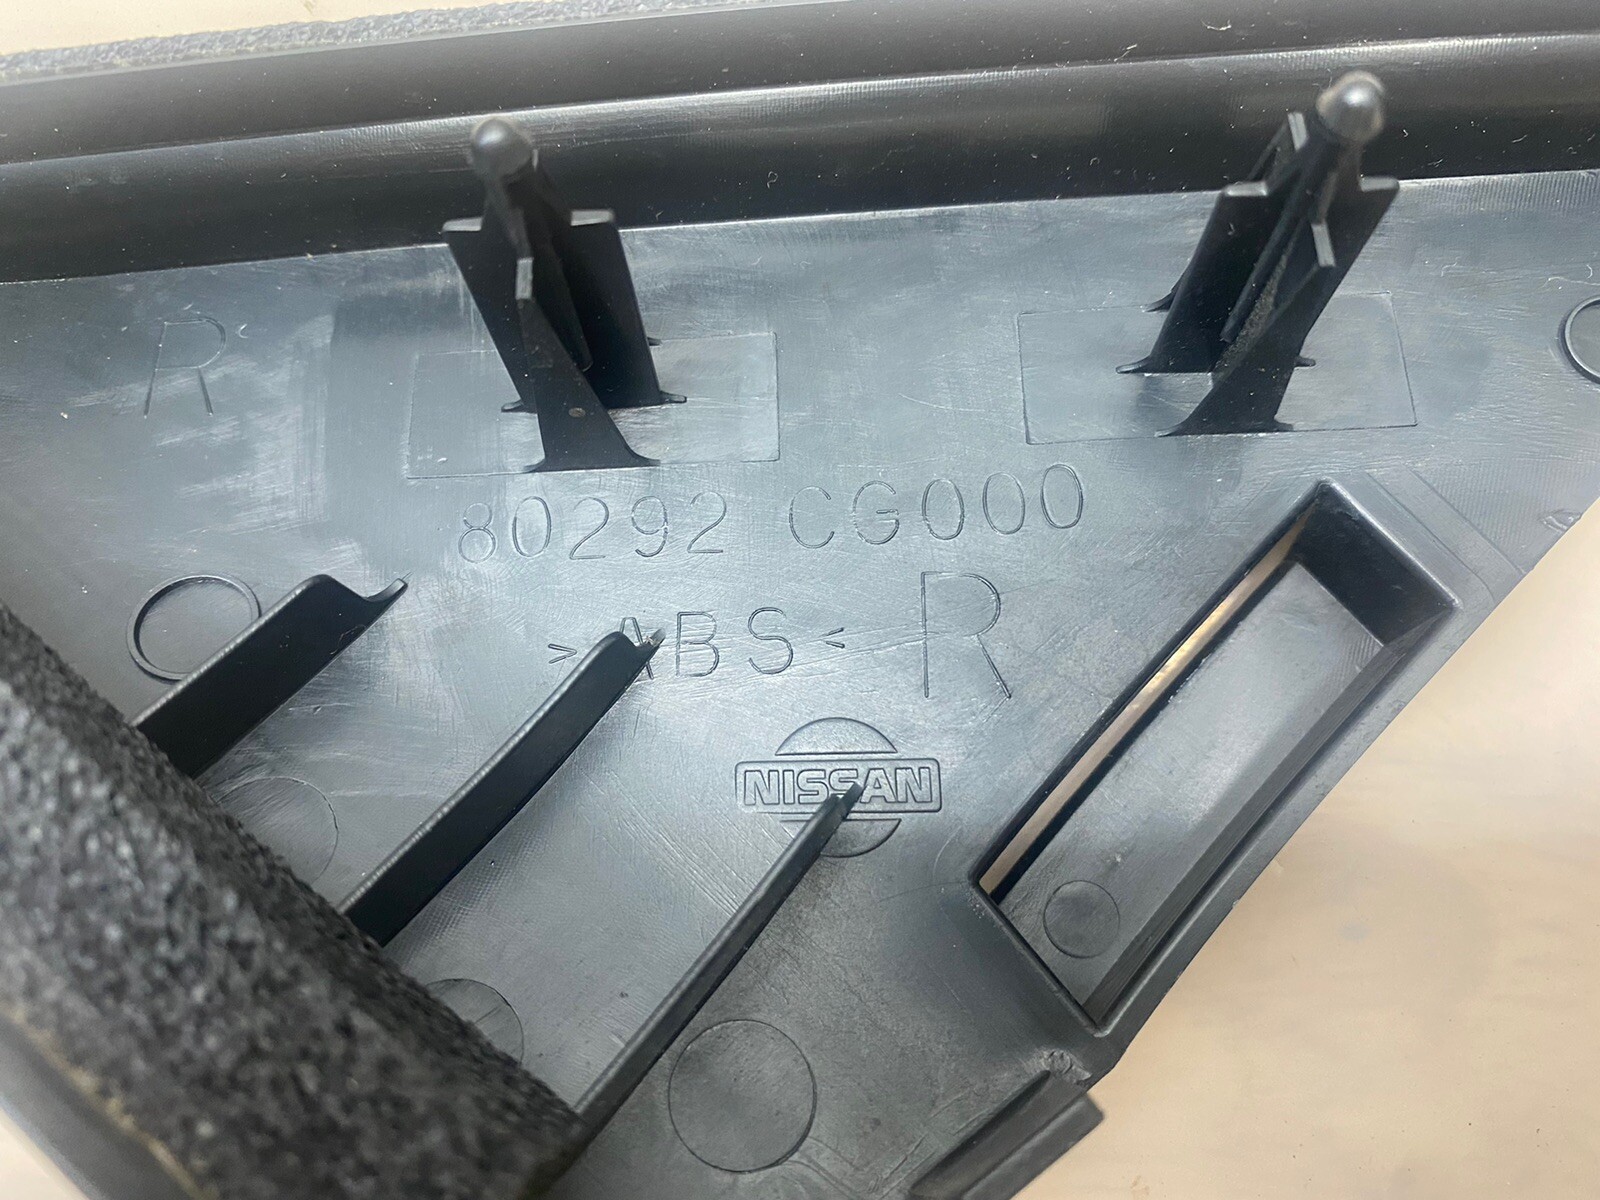 R
80292 CG000
>ABS< R
NISSAN